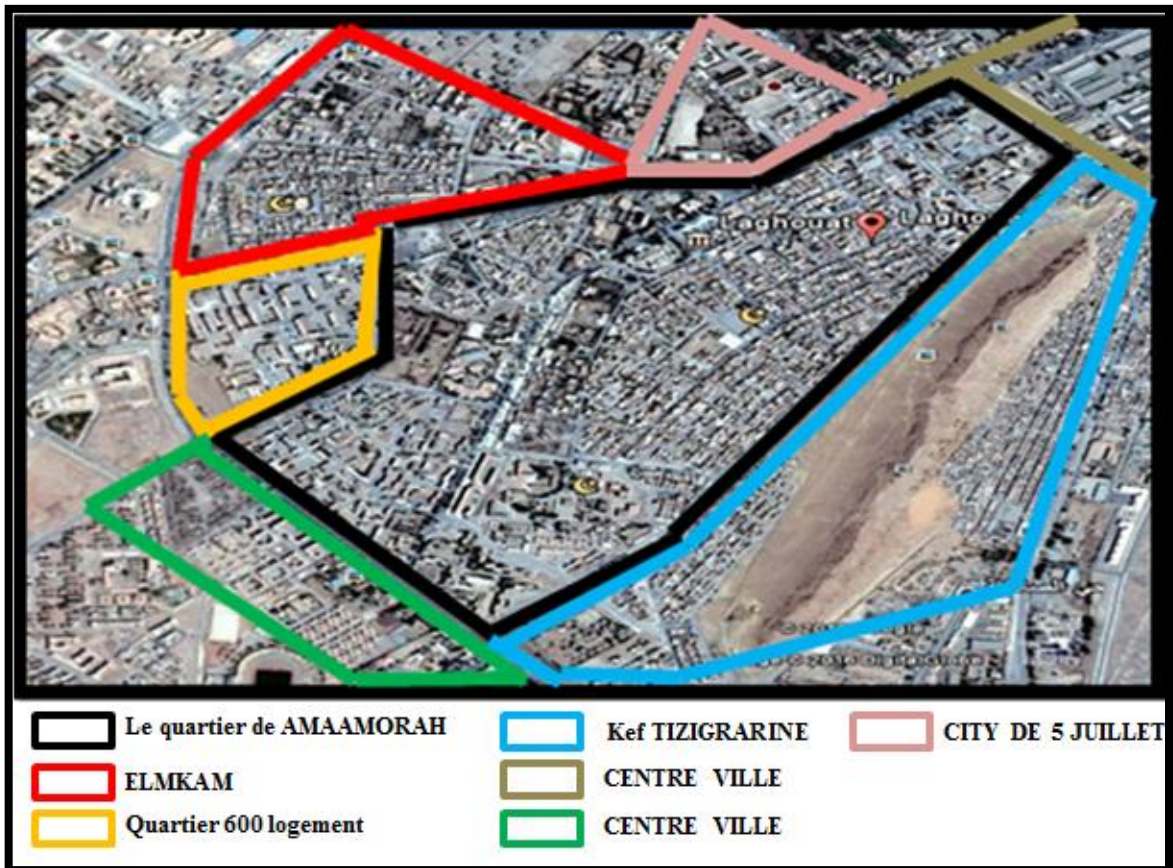 Laghouat
Le quartier de AMAAMORAH
Kef TIZIGRARINE
CITY DE 5 JUILLET
ELMKAM
CENTRE VILLE
Quartier 600 logement
CENTRE VILLE